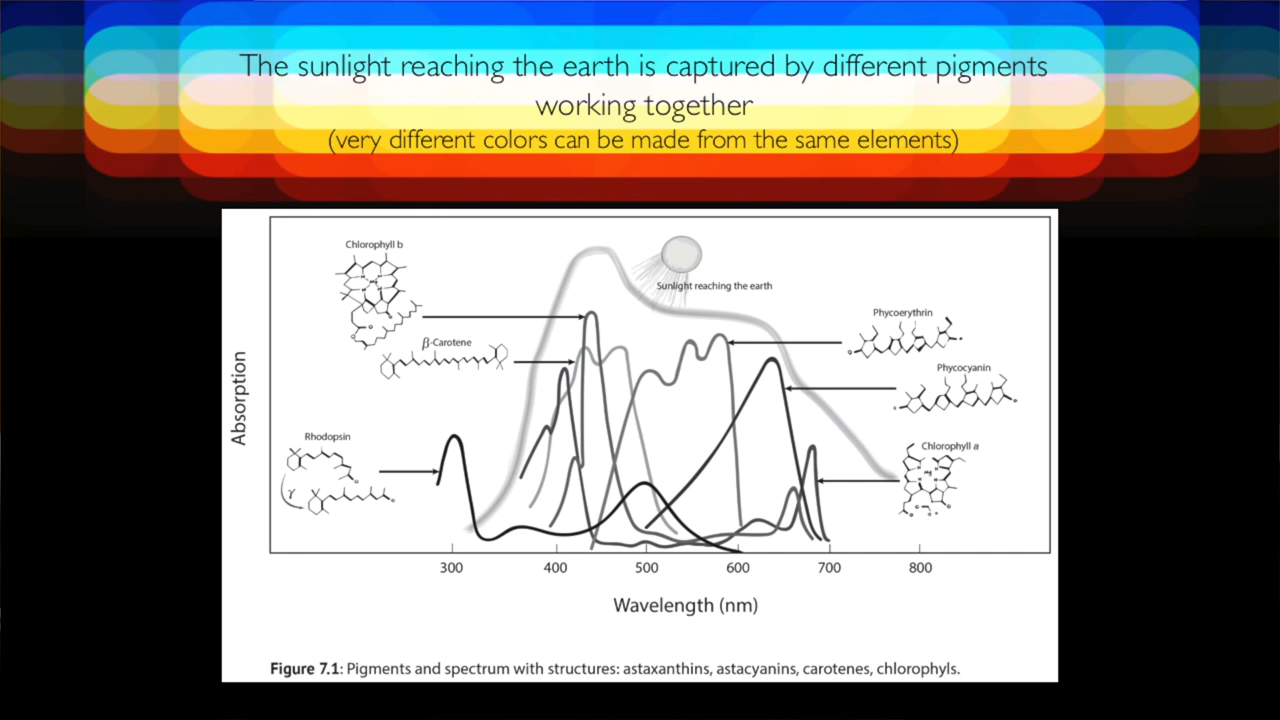 The sunlight reaching the earth is captured by different pigments
working together
(very different colors can be made from the same elements)
Chlorophyll b
Sunlight reaching the earth
Phycoerythrin
β-Carotene
Phycocyanin
Absorption
Rhodopsin
γ
Chlorophyll a
300 400 500 600 700 800
Wavelength (nm)
Figure 7.1: Pigments and spectrum with structures: astaxanthins, astacyanins, carotenes, chlorophyls.